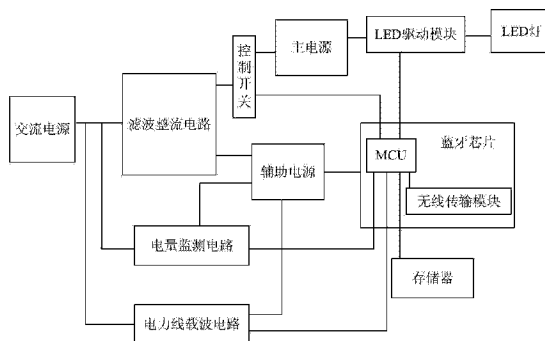 控制开关
主电源
LED驱动模块
LED灯
交流电源
滤波整流电路
辅助电源
MCU
蓝牙芯片
无线传输模块
电量监测电路
存储器
电力线载波电路